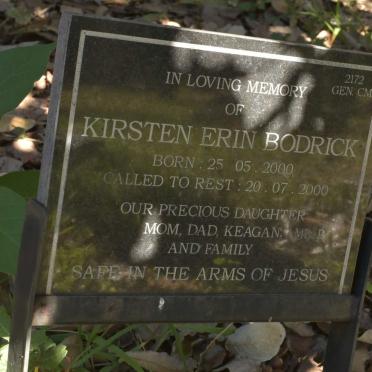 2172
GEN. CM
IN LOVING MEMORY
OF
KIRSTEN ERIN BODRICK
BORN : 25 . 05 . 2000
CALLED TO REST : 20 . 07 . 2000
OUR PRECIOUS DAUGHTER
MOM, DAD, KEAGAN,
AND FAMILY
SAFE IN THE ARMS OF JESUS